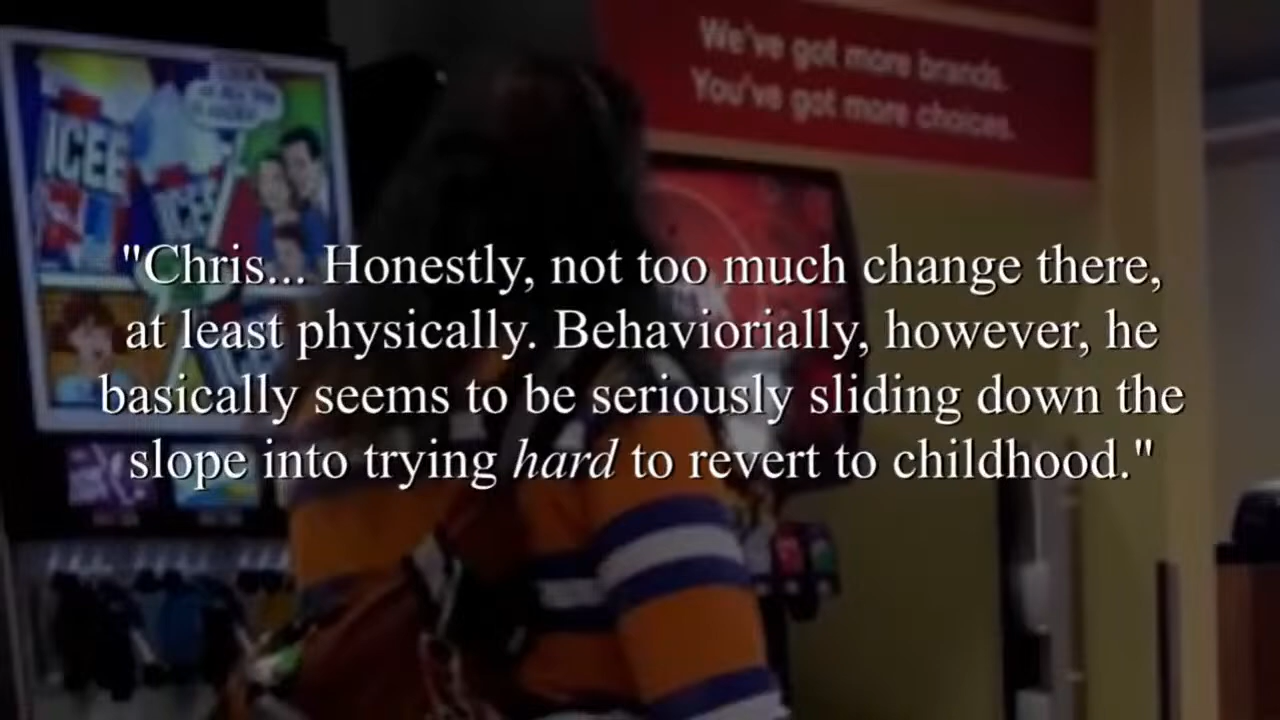 We've got more brands.
You've got more choices.
ICEE
ICEE
"Chris... Honestly, not too much change there,
at least physically. Behaviorially, however, he
basically seems to be seriously sliding down the
slope into trying hard to revert to childhood."